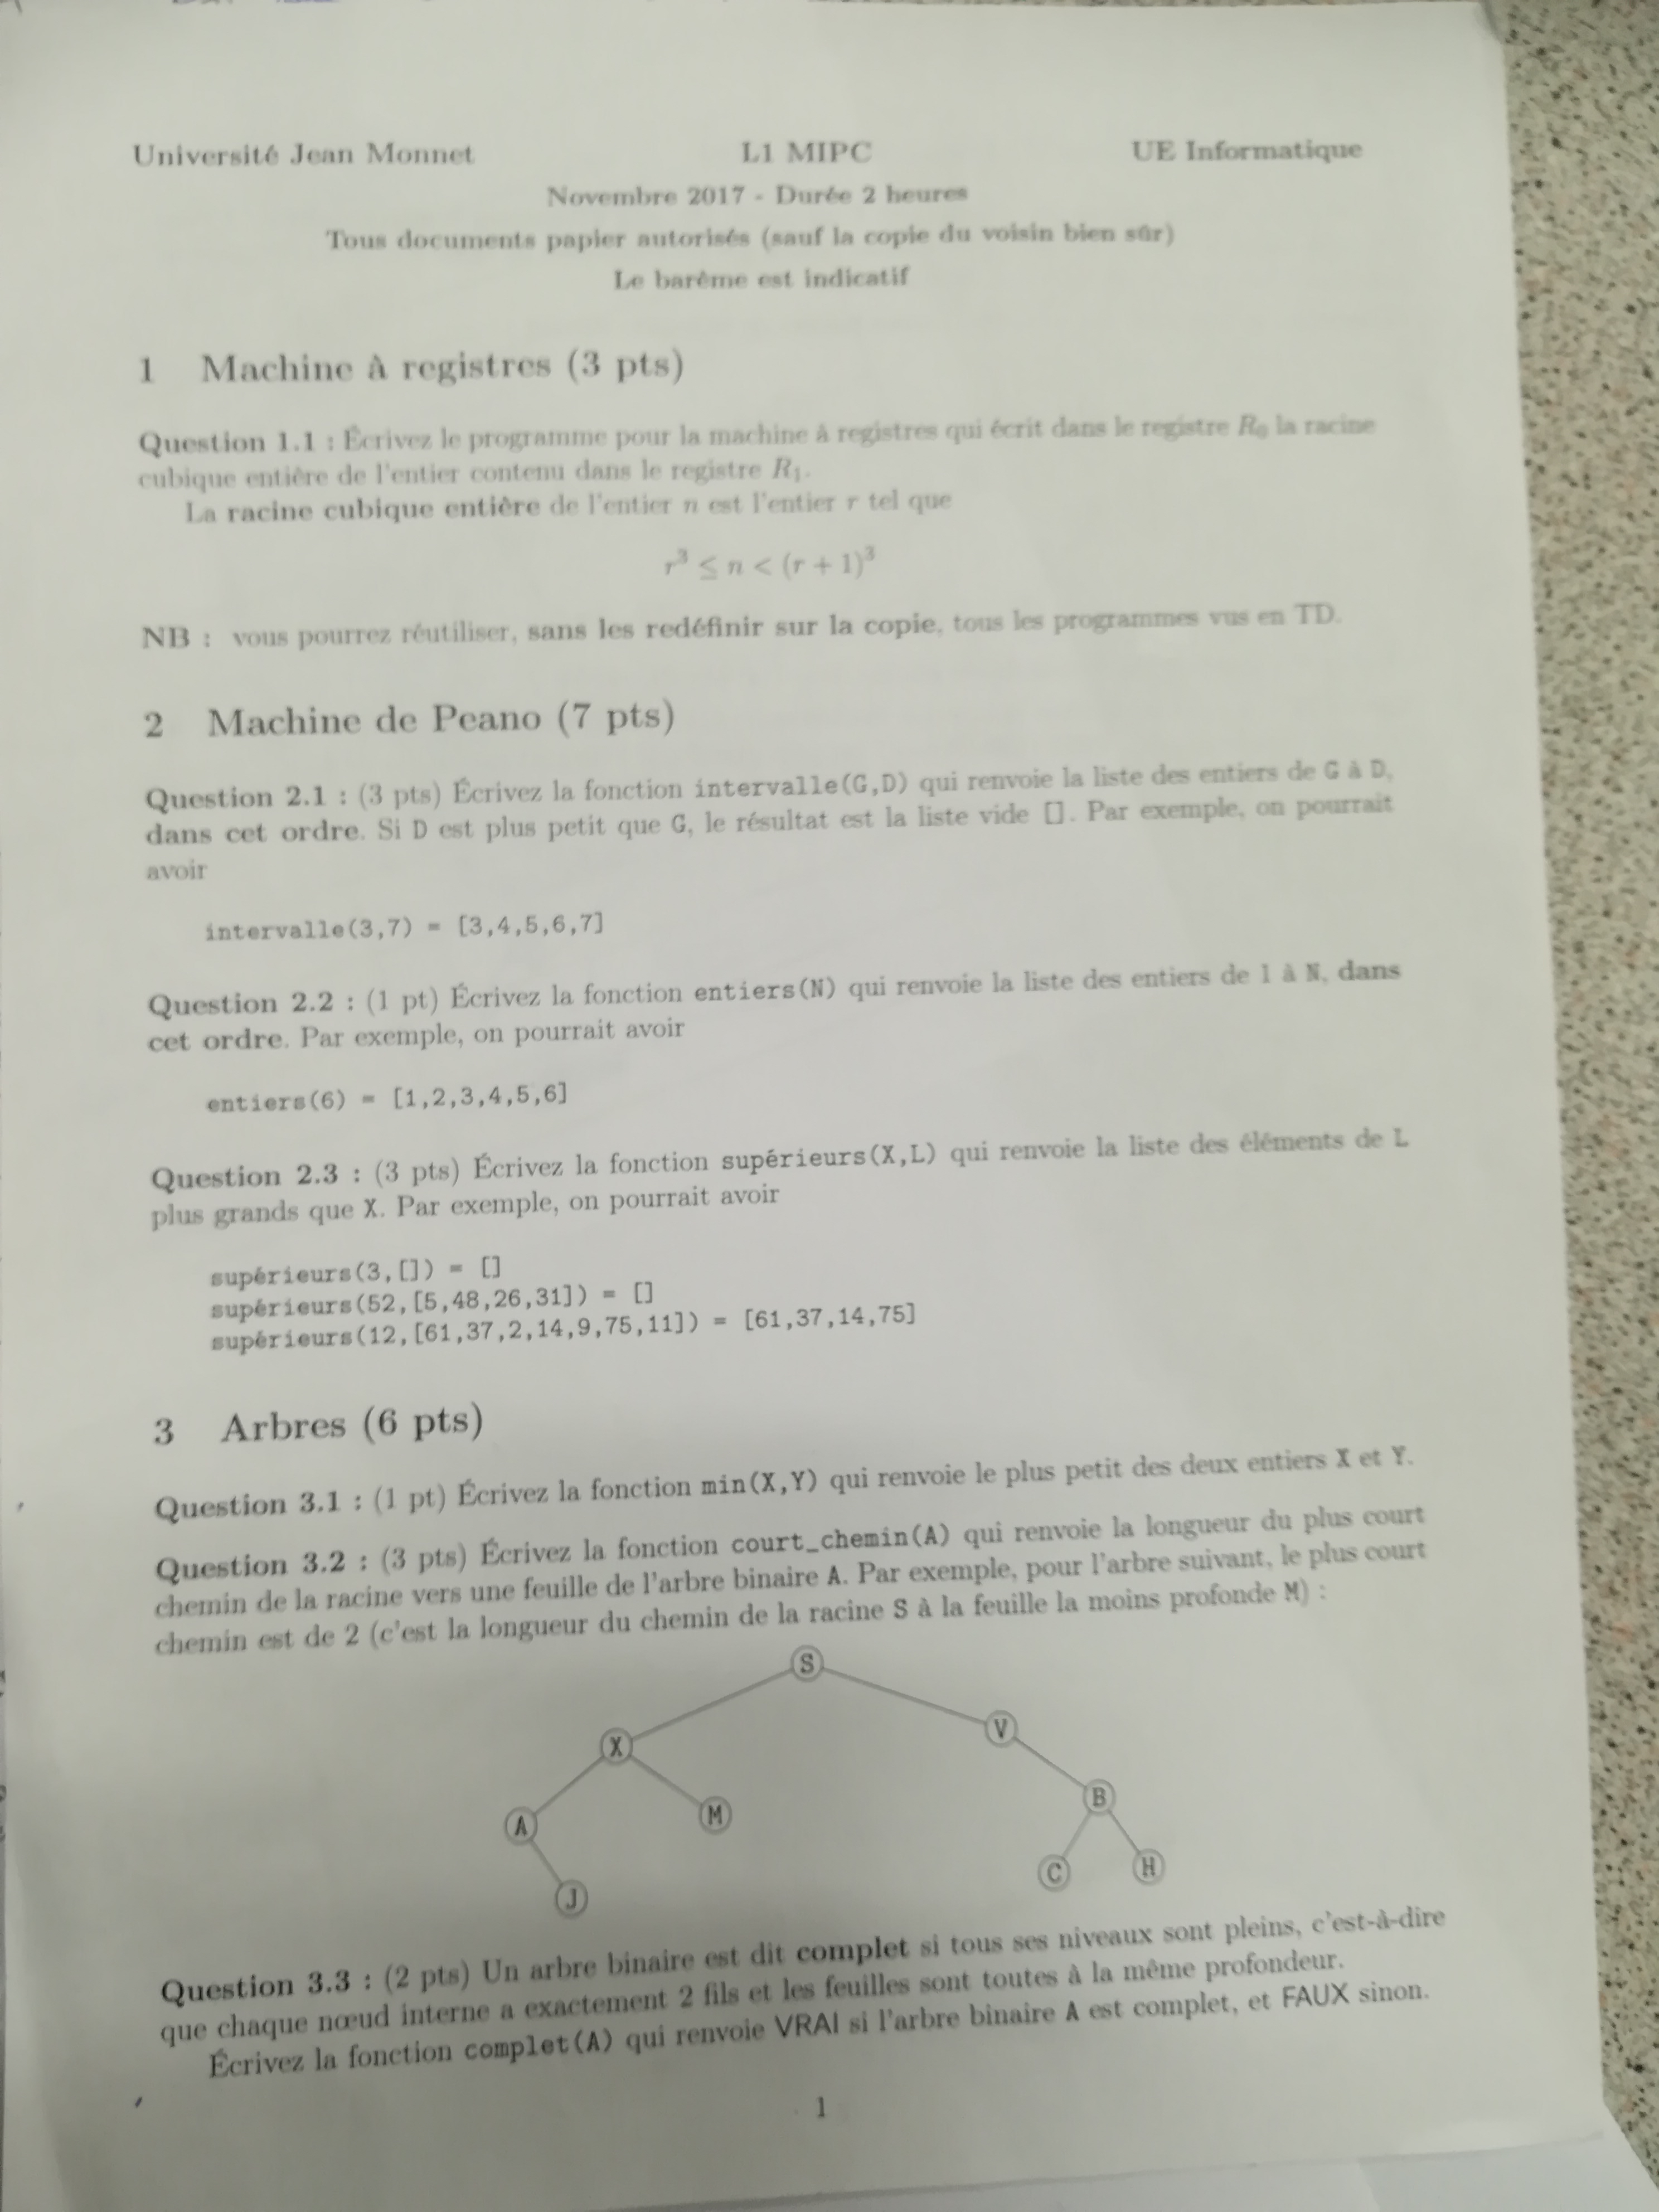 Université Jean Monnet L1 MIPC UE Informatique
Novembre 2017 - Durée 2 heures
Tous documents papier autorisés (sauf la copie du voisin bien sûr)
Le barème est indicatif
1 Machine à registres (3 pts)
Question 1.1 : Écrivez le programme pour la machine à registres qui écrit dans le registre R₀ la racine
cubique entière de l'entier contenu dans le registre R₁.
La racine cubique entière de l'entier n est l'entier r tel que
r³ ≤ n < (r + 1)³
NB : vous pourrez réutiliser, sans les redéfinir sur la copie, tous les programmes vus en TD.
2 Machine de Peano (7 pts)
Question 2.1 : (3 pts) Écrivez la fonction intervalle(G,D) qui renvoie la liste des entiers de G à D,
dans cet ordre. Si D est plus petit que G, le résultat est la liste vide []. Par exemple, on pourrait
avoir
intervalle(3,7) = [3,4,5,6,7]
Question 2.2 : (1 pt) Écrivez la fonction entiers(N) qui renvoie la liste des entiers de 1 à N, dans
cet ordre. Par exemple, on pourrait avoir
entiers(6) = [1,2,3,4,5,6]
Question 2.3 : (3 pts) Écrivez la fonction supérieurs(X,L) qui renvoie la liste des éléments de L
plus grands que X. Par exemple, on pourrait avoir
supérieurs(3,[]) = []
supérieurs(52,[5,48,26,31]) = []
supérieurs(12,[61,37,2,14,9,75,11]) = [61,37,14,75]
3 Arbres (6 pts)
Question 3.1 : (1 pt) Écrivez la fonction min(X,Y) qui renvoie le plus petit des deux entiers X et Y.
Question 3.2 : (3 pts) Écrivez la fonction court_chemin(A) qui renvoie la longueur du plus court
chemin de la racine vers une feuille de l'arbre binaire A. Par exemple, pour l'arbre suivant, le plus court
chemin est de 2 (c'est la longueur du chemin de la racine S à la feuille la moins profonde M) :
S
X V
A M B
J C H
Question 3.3 : (2 pts) Un arbre binaire est dit complet si tous ses niveaux sont pleins, c'est-à-dire
que chaque nœud interne a exactement 2 fils et les feuilles sont toutes à la même profondeur.
Écrivez la fonction complet(A) qui renvoie VRAI si l'arbre binaire A est complet, et FAUX sinon.
1